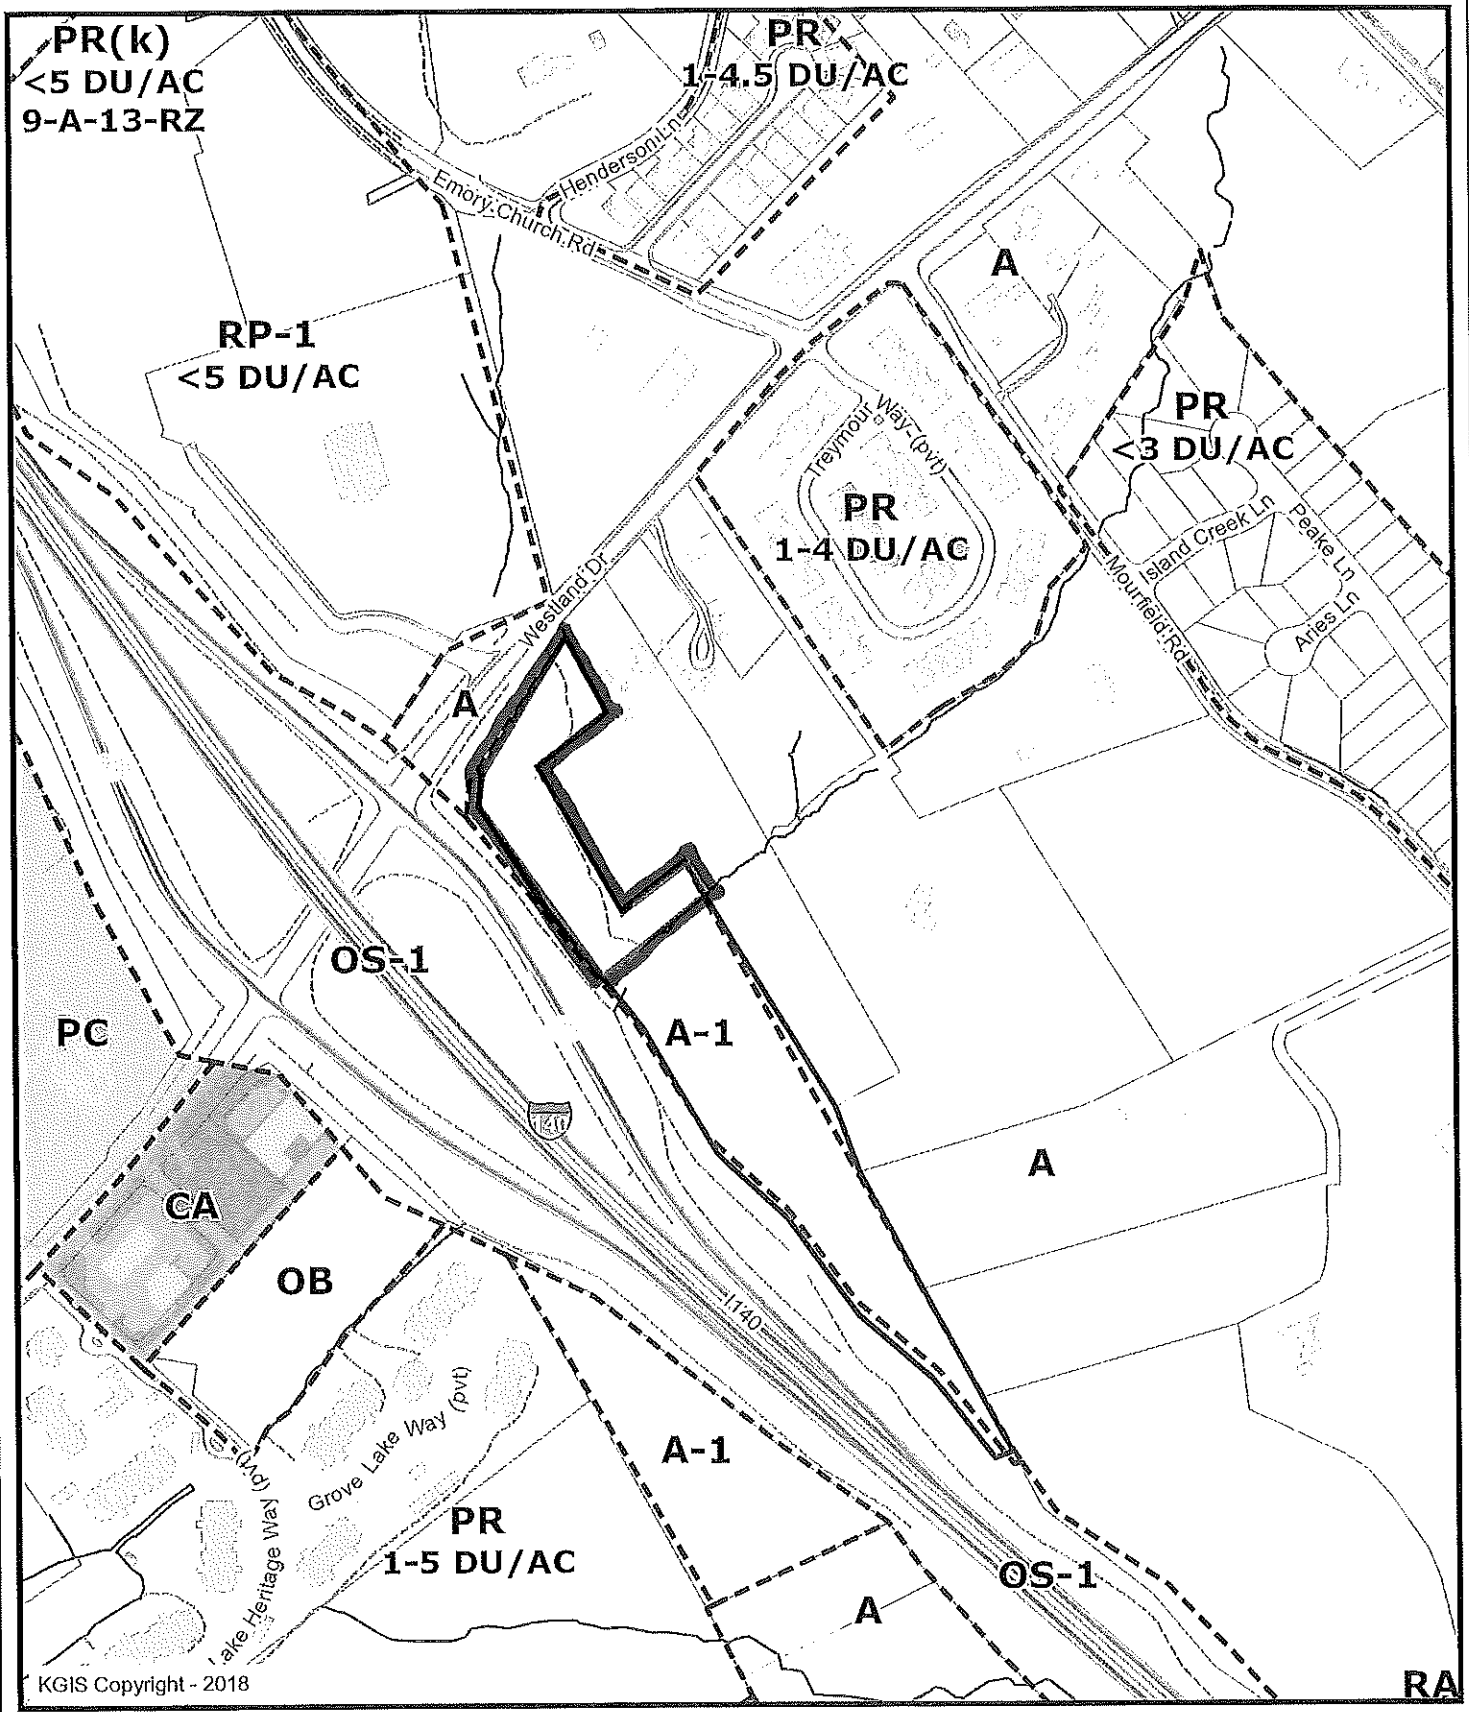 PR(k)
<5 DU/AC
9-A-13-RZ
PR
1-4.5 DU/AC
Henderson Ln
Emory Church Rd
A
RP-1
<5 DU/AC
PR
<3 DU/AC
Treymour Way (pvt)
PR
1-4 DU/AC
Island Creek Ln
Peake Ln
Aries Ln
Mourfield Rd
Westland Dr
A
OS-1
PC
A-1
140
A
CA
OB
I 140
Grove Lake Way (pvt)
A-1
PR
1-5 DU/AC
Lake Heritage Way (pvt)
OS-1
A
KGIS Copyright - 2018
RA